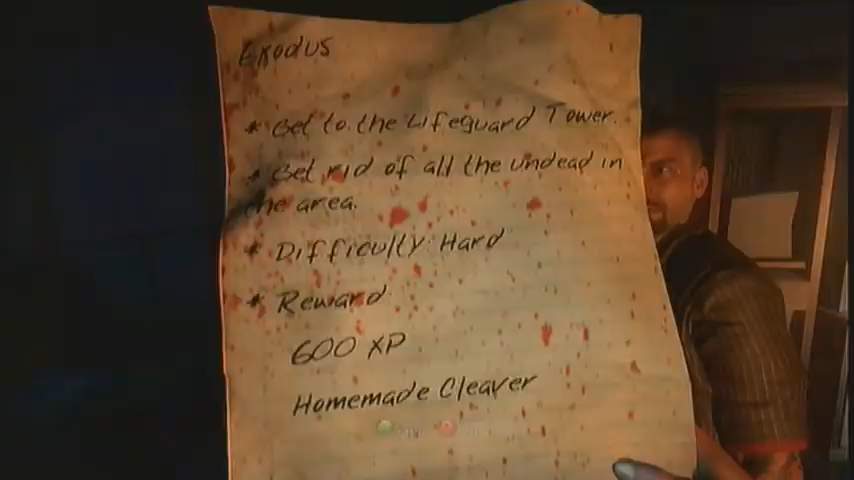 Exodus
* Get to the Lifeguard Tower.
* Get rid of all the undead in
the area.
* Difficulty: Hard
* Reward
600 XP
Homemade Cleaver